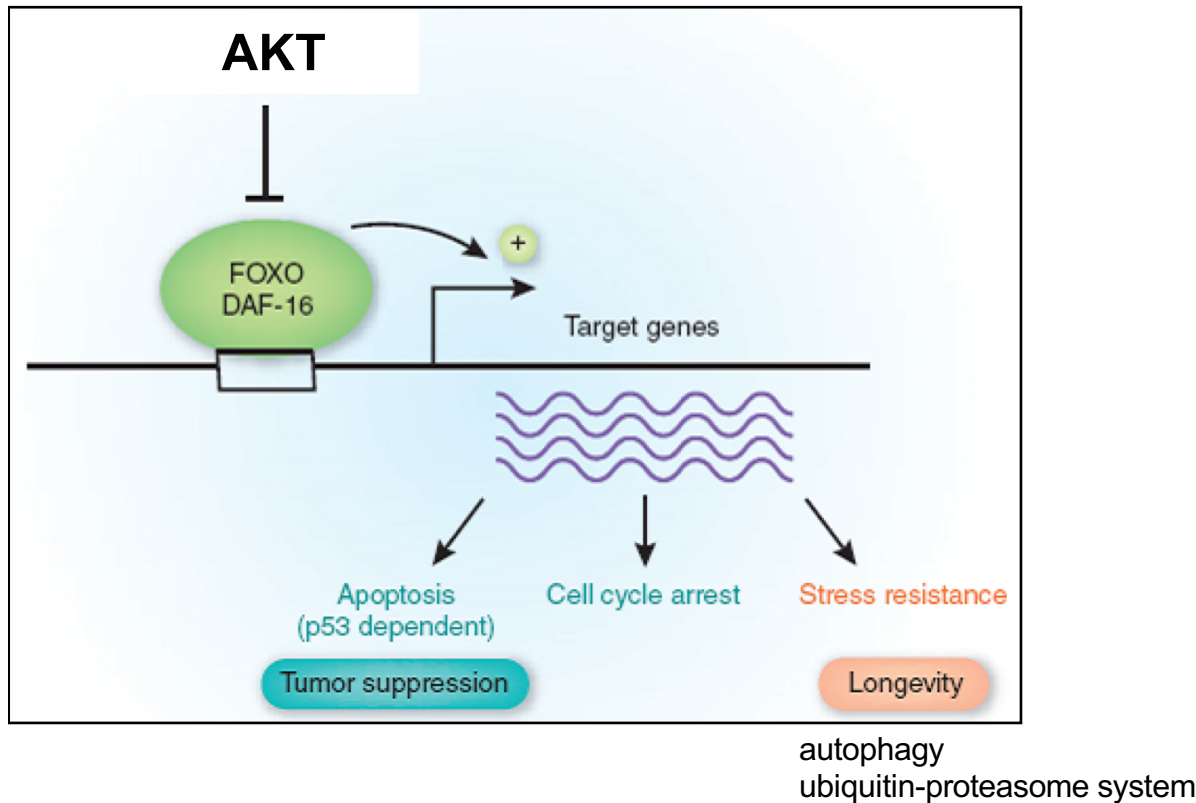 AKT
+
FOXO
DAF-16
Target genes
Apoptosis
(p53 dependent)
Cell cycle arrest
Stress resistance
Tumor suppression
Longevity
autophagy
ubiquitin-proteasome system